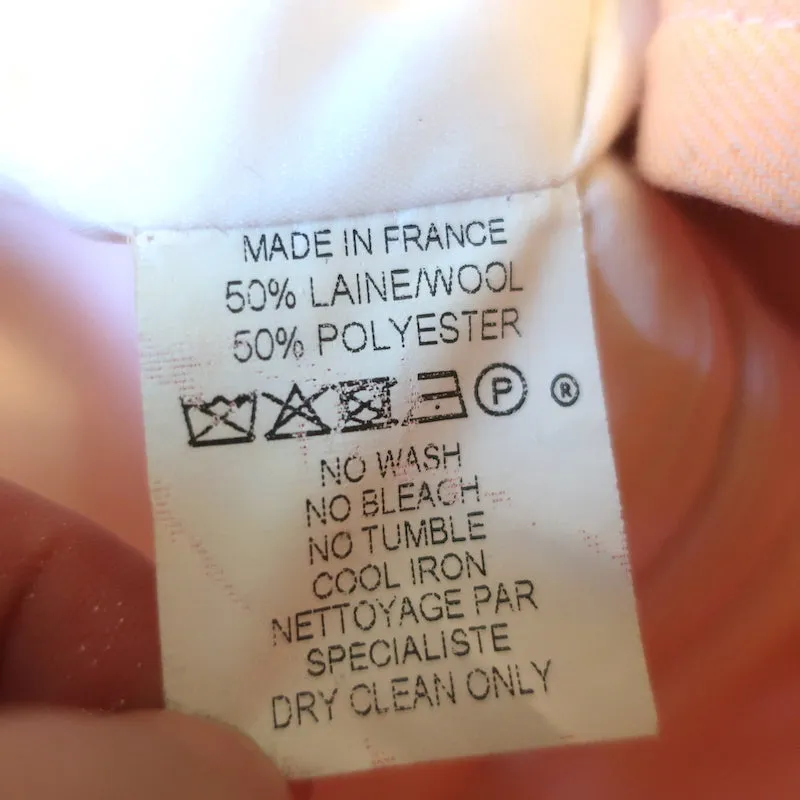 MADE IN FRANCE
50% LAINE/WOOL
50% POLYESTER
P ®
NO WASH
NO BLEACH
NO TUMBLE
COOL IRON
NETTOYAGE PAR
SPECIALISTE
DRY CLEAN ONLY